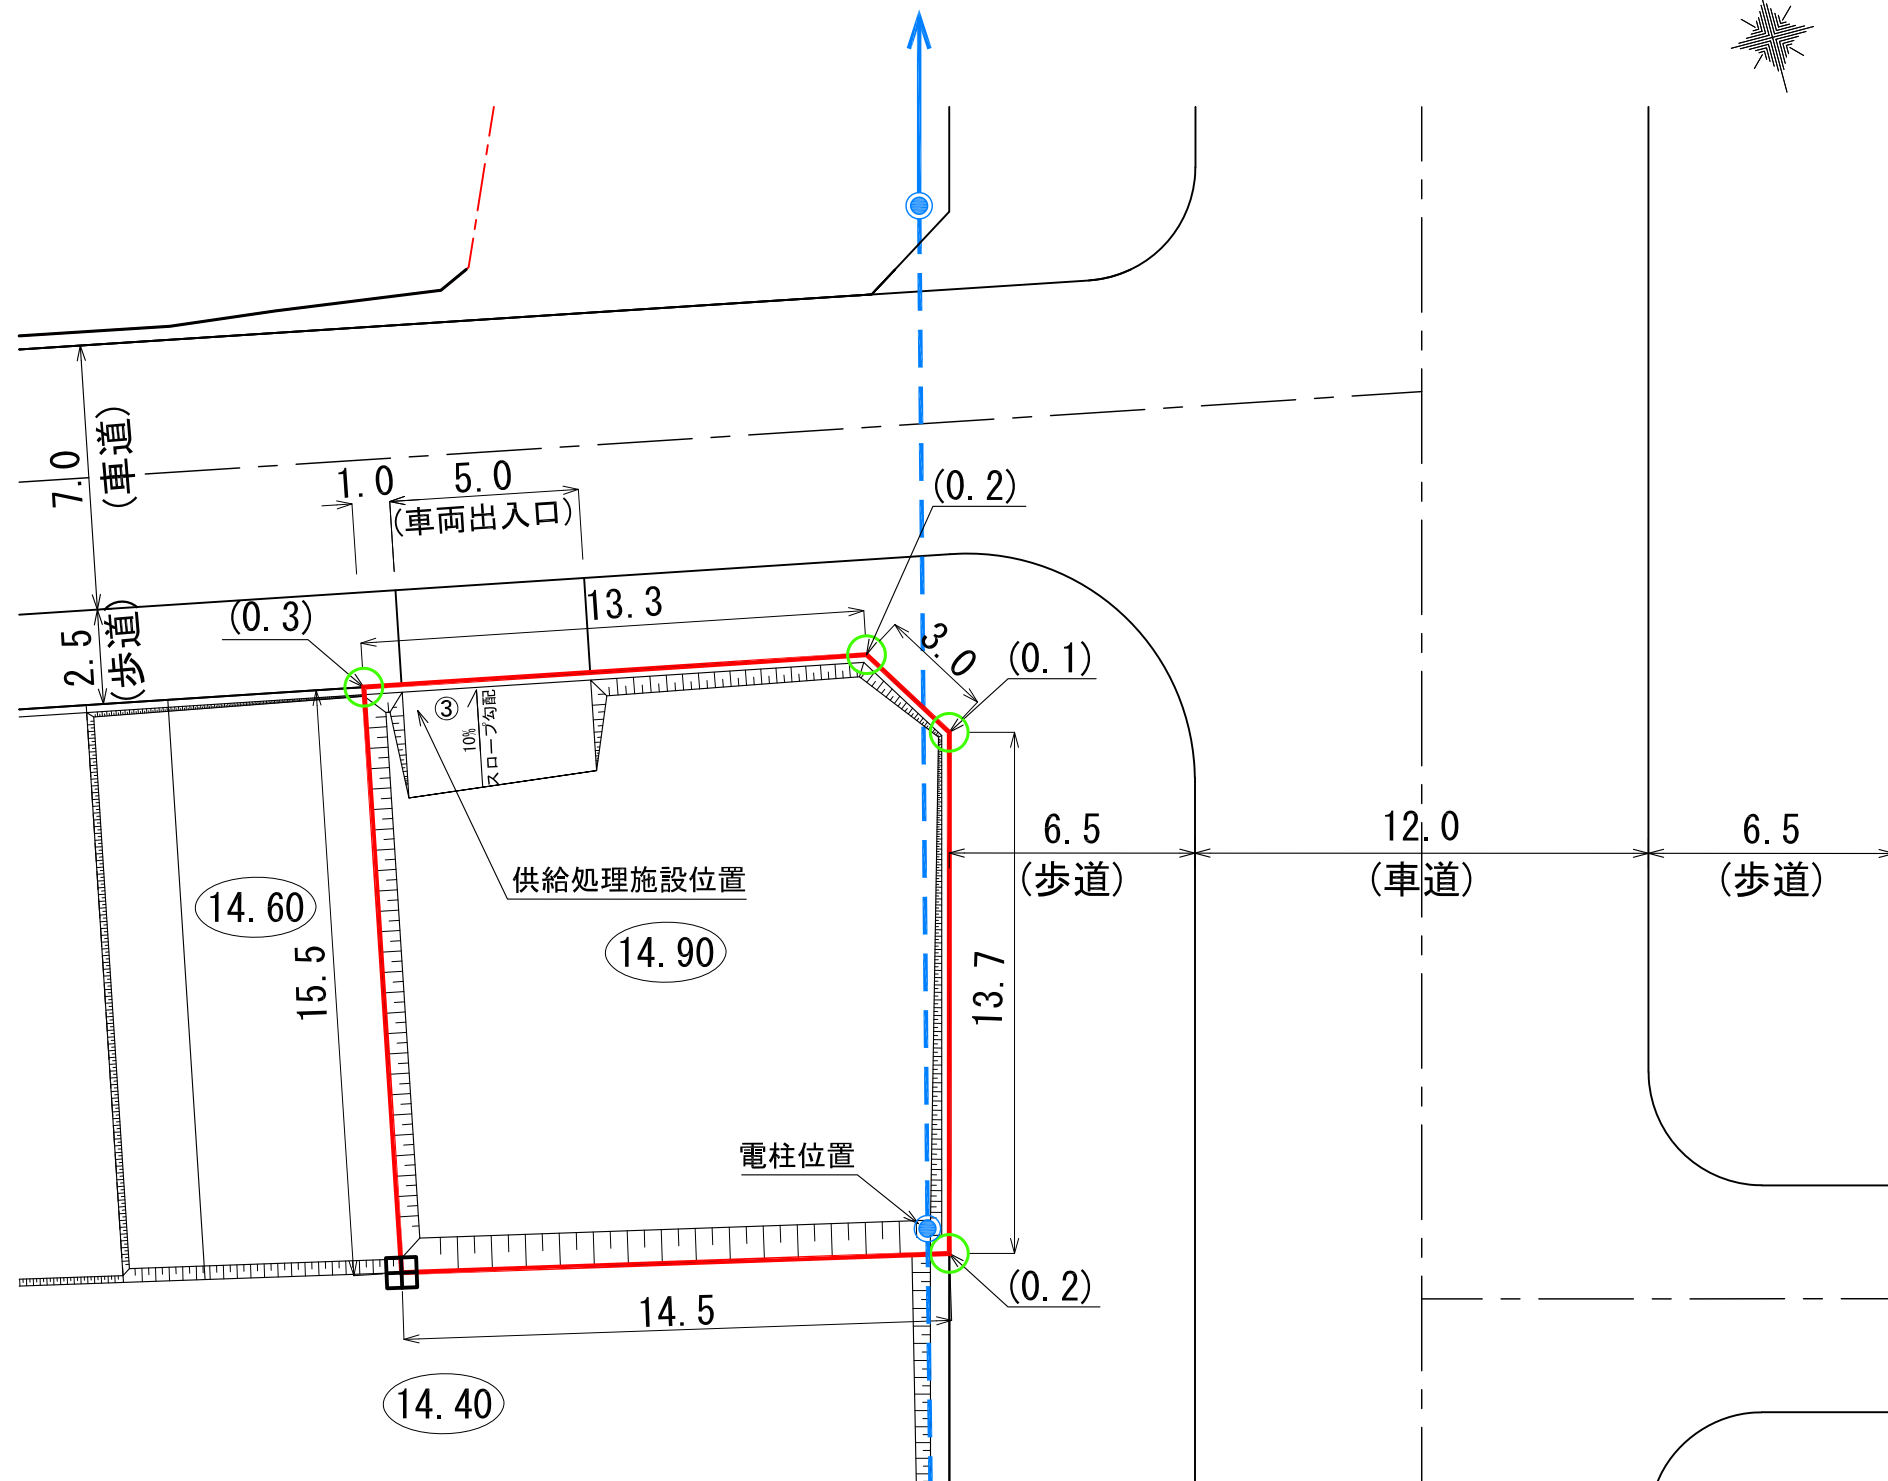 7.0
(車道)
1.0
5.0
(車両出入口)
(0.2)
2.5
(歩道)
(0.3)
13.3
3.0
(0.1)
③
10%
スロープ勾配
6.5
(歩道)
12.0
(車道)
6.5
(歩道)
供給処理施設位置
14.60
14.90
15.5
13.7
電柱位置
(0.2)
14.5
14.40